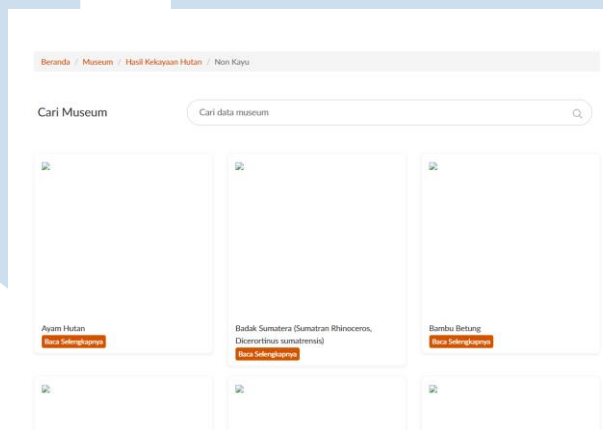 Beranda / Museum / Hasil Kekayaan Hutan / Non Kayu
Cari Museum
Cari data museum
Ayam Hutan
Baca Selengkapnya
Badak Sumatera (Sumatran Rhinoceros,
Dicerortinus sumatrensis)
Baca Selengkapnya
Bambu Betung
Baca Selengkapnya